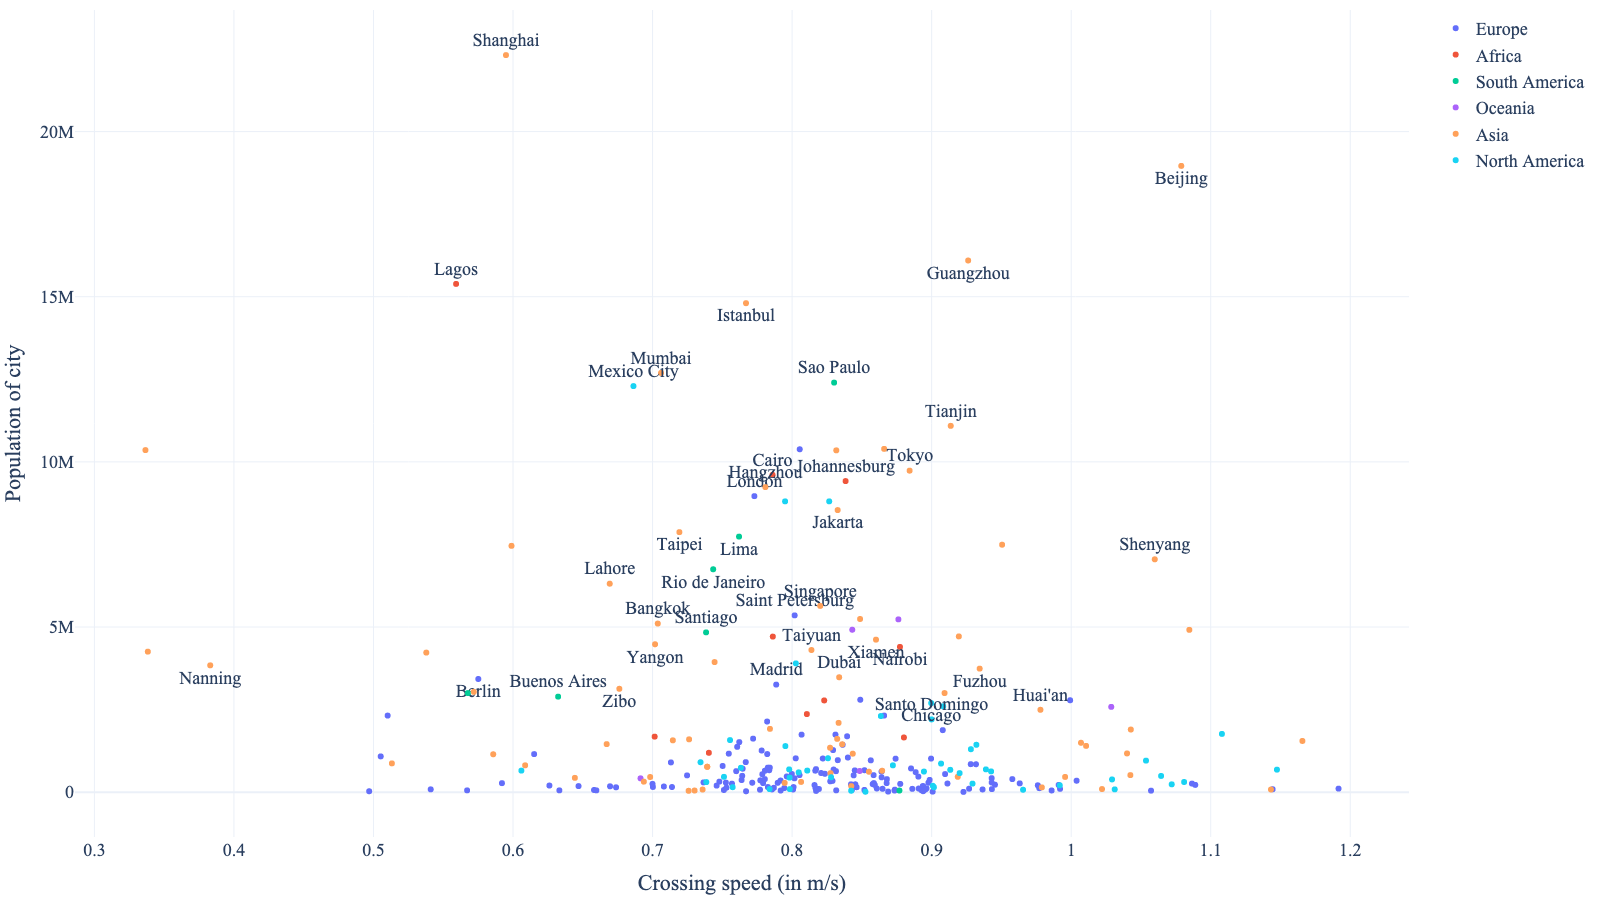 Shanghai
Europe
Africa
South America
Oceania
Asia
North America
20M
Beijing
Lagos
Guangzhou
15M
Istanbul
Mumbai
Mexico City
Sao Paulo
Tianjin
10M
Cairo
Tokyo
Johannesburg
Hangzhou
London
Jakarta
Taipei
Lima
Shenyang
Lahore
Rio de Janeiro
Singapore
Saint Petersburg
Bangkok
Santiago
5M
Taiyuan
Yangon
Xiamen
Nairobi
Dubai
Madrid
Nanning
Buenos Aires
Fuzhou
Berlin
Zibo
Huai'an
Santo Domingo
Chicago
0
0.3
0.4
0.5
0.6
0.7
0.8
0.9
1
1.1
1.2
Crossing speed (in m/s)
Population of city